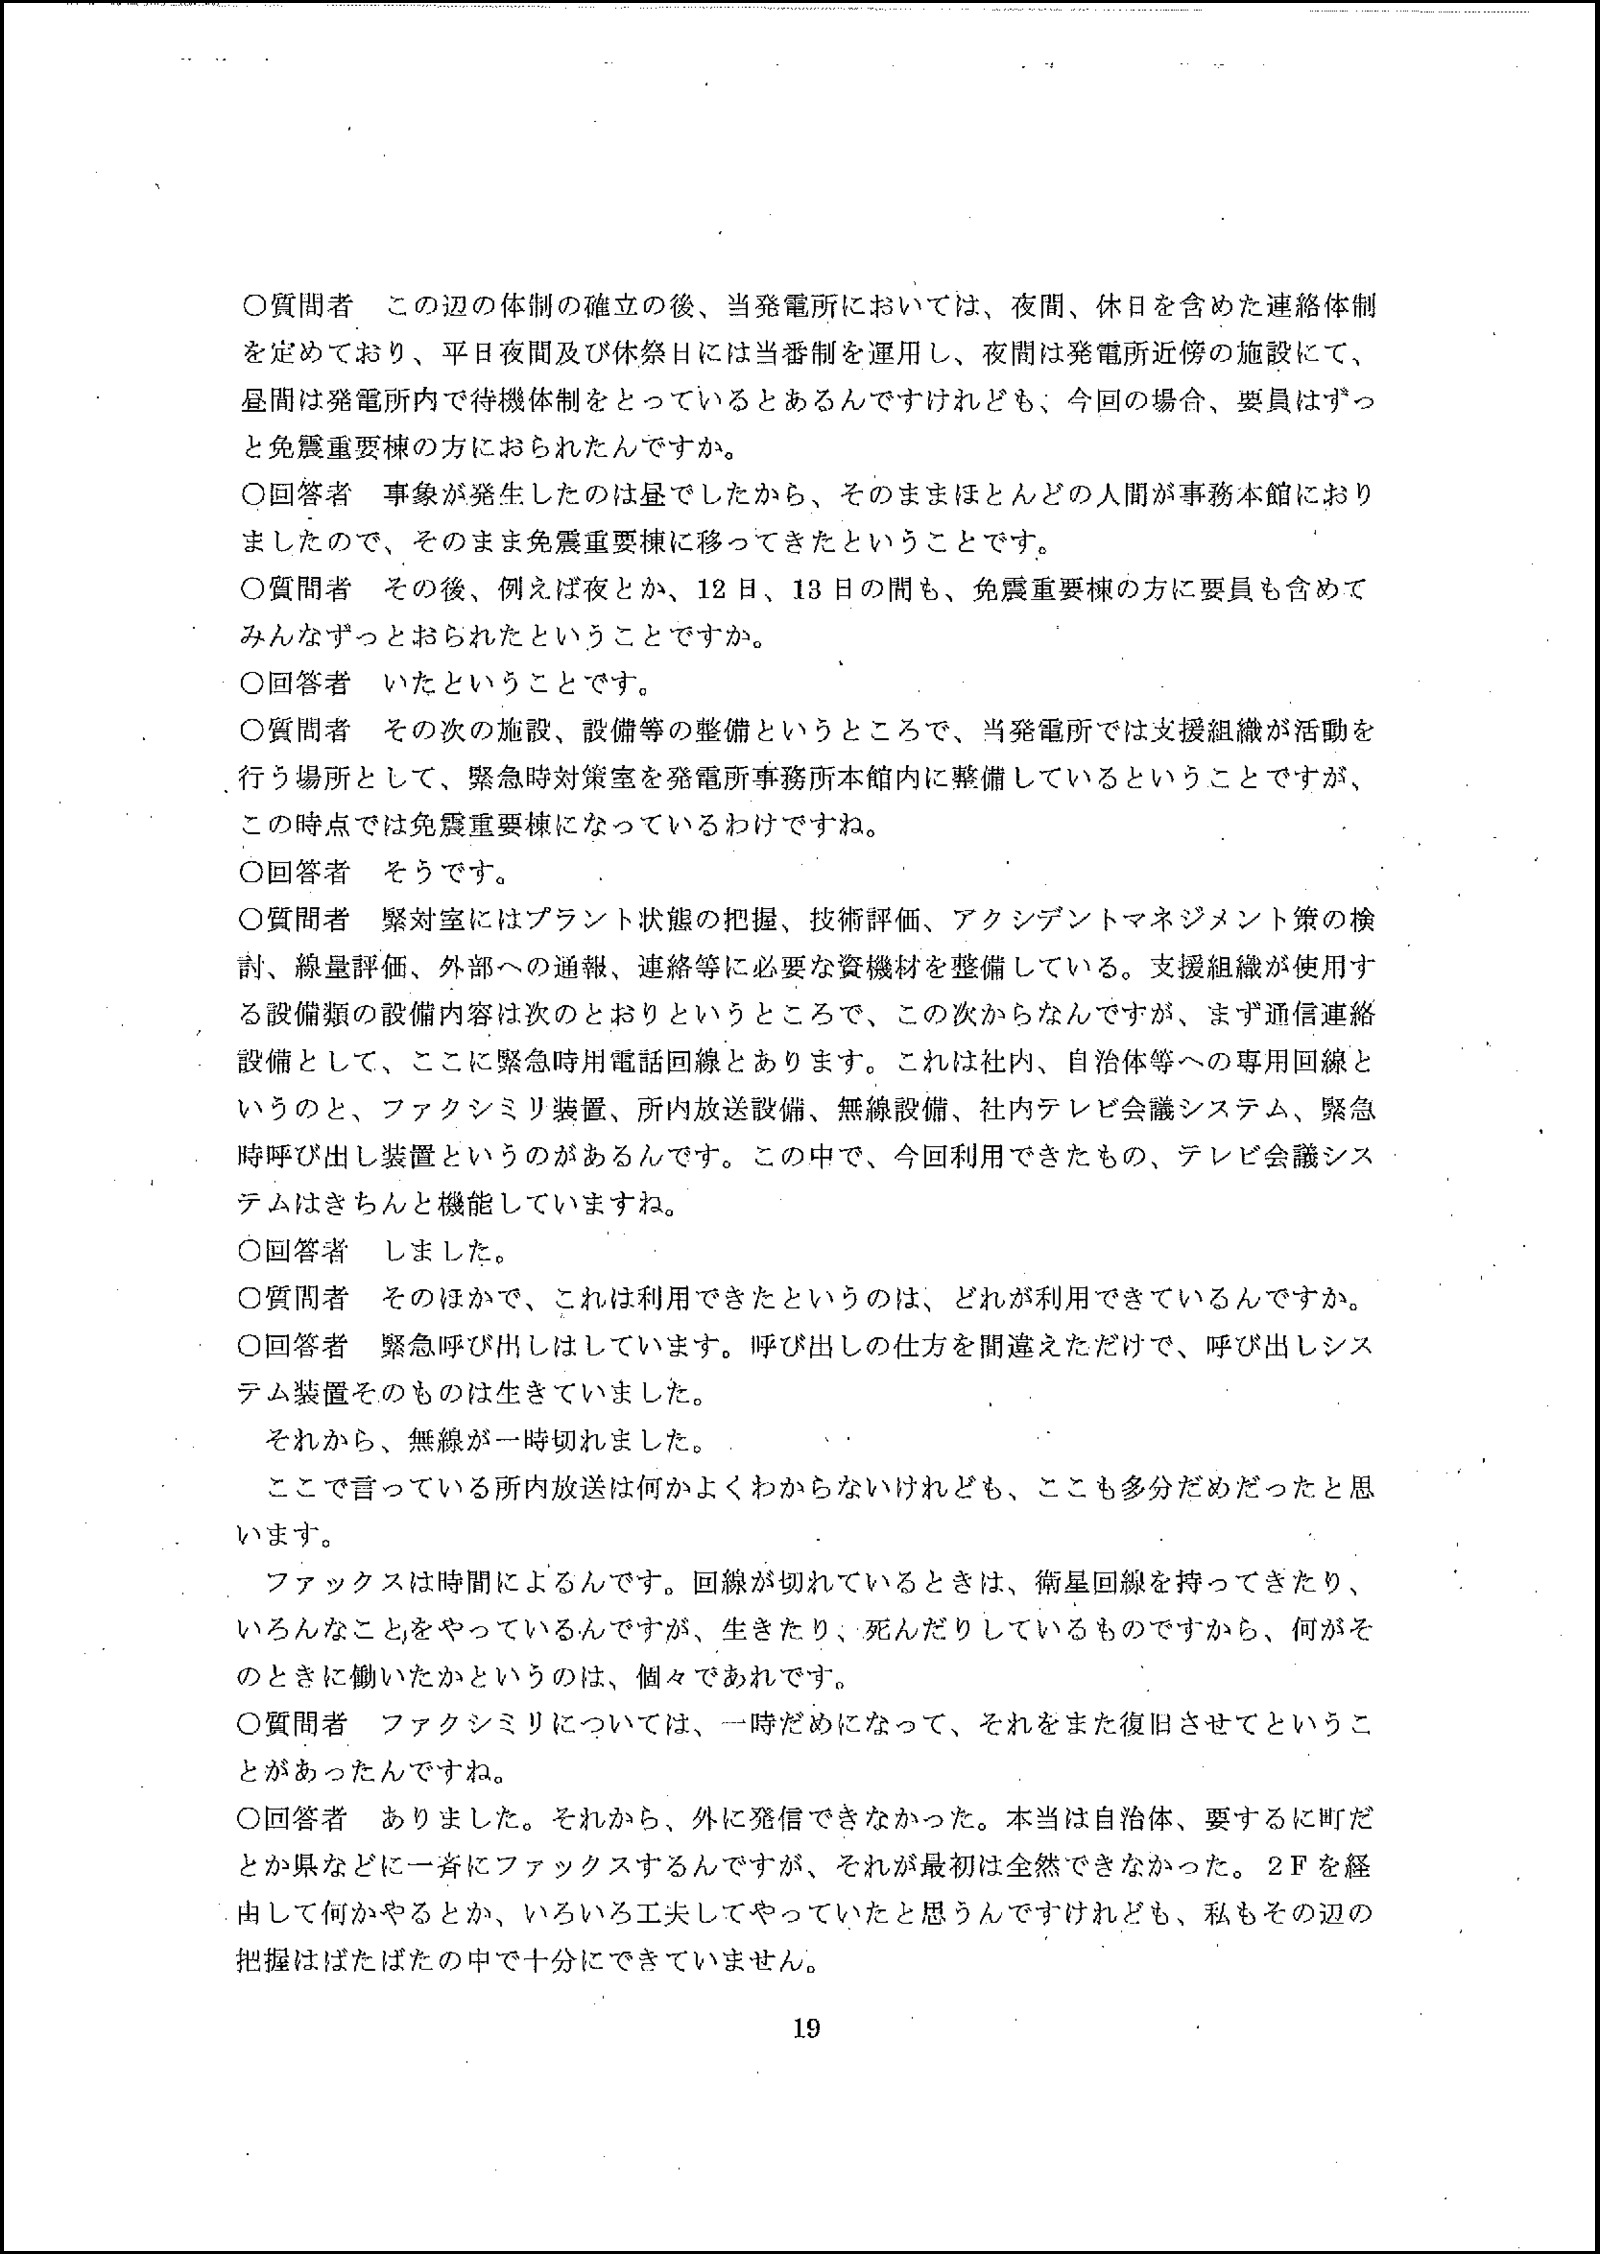 ○質問者　この辺の体制の確立の後、当発電所においては、夜間、休日を含めた連絡体制
を定めており、平日夜間及び休祭日には当番制を運用し、夜間は発電所近傍の施設にて、
昼間は発電所内で待機体制をとっているとあるんですけれども、今回の場合、要員はずっ
と免震重要棟の方におられたんですか。
○回答者　事象が発生したのは昼でしたから、そのままほとんどの人間が事務本館におり
ましたので、そのまま免震重要棟に移ってきたということです。
○質問者　その後、例えば夜とか、12 日、13 日の間も、免震重要棟の方に要員も含めて
みんなずっとおられたということですか。
○回答者　いたということです。
○質問者　その次の施設、設備等の整備というところで、当発電所では支援組織が活動を
行う場所として、緊急時対策室を発電所事務所本館内に整備しているということですが、
この時点では免震重要棟になっているわけですね。
○回答者　そうです。
○質問者　緊対室にはプラント状態の把握、技術評価、アクシデントマネジメント策の検
討、線量評価、外部への通報、連絡等に必要な資機材を整備している。支援組織が使用す
る設備類の設備内容は次のとおりというところで、この次からなんですが、まず通信連絡
設備として、ここに緊急時用電話回線とあります。これは社内、自治体等への専用回線と
いうのと、ファクシミリ装置、所内放送設備、無線設備、社内テレビ会議システム、緊急
時呼び出し装置というのがあるんです。この中で、今回利用できたもの、テレビ会議シス
テムはきちんと機能していますね。
○回答者　しました。
○質問者　そのほかで、これは利用できたというのは、どれが利用できているんですか。
○回答者　緊急呼び出しはしています。呼び出しの仕方を間違えただけで、呼び出しシス
テム装置そのものは生きていました。
　それから、無線が一時切れました。
　ここで言っている所内放送は何かよくわからないけれども、ここも多分だめだったと思
います。
　ファックスは時間によるんです。回線が切れているときは、衛星回線を持ってきたり、
いろんなことをやっているんですが、生きたり、死んだりしているものですから、何がそ
のときに働いたかというのは、個々であれです。
○質問者　ファクシミリについては、一時だめになって、それをまた復旧させてというこ
とがあったんですね。
○回答者　ありました。それから、外に発信できなかった。本当は自治体、要するに町だ
とか県などに一斉にファックスするんですが、それが最初は全然できなかった。２F を経
由して何かやるとか、いろいろ工夫してやっていたと思うんですけれども、私もその辺の
把握はばたばたの中で十分にできていません。
19